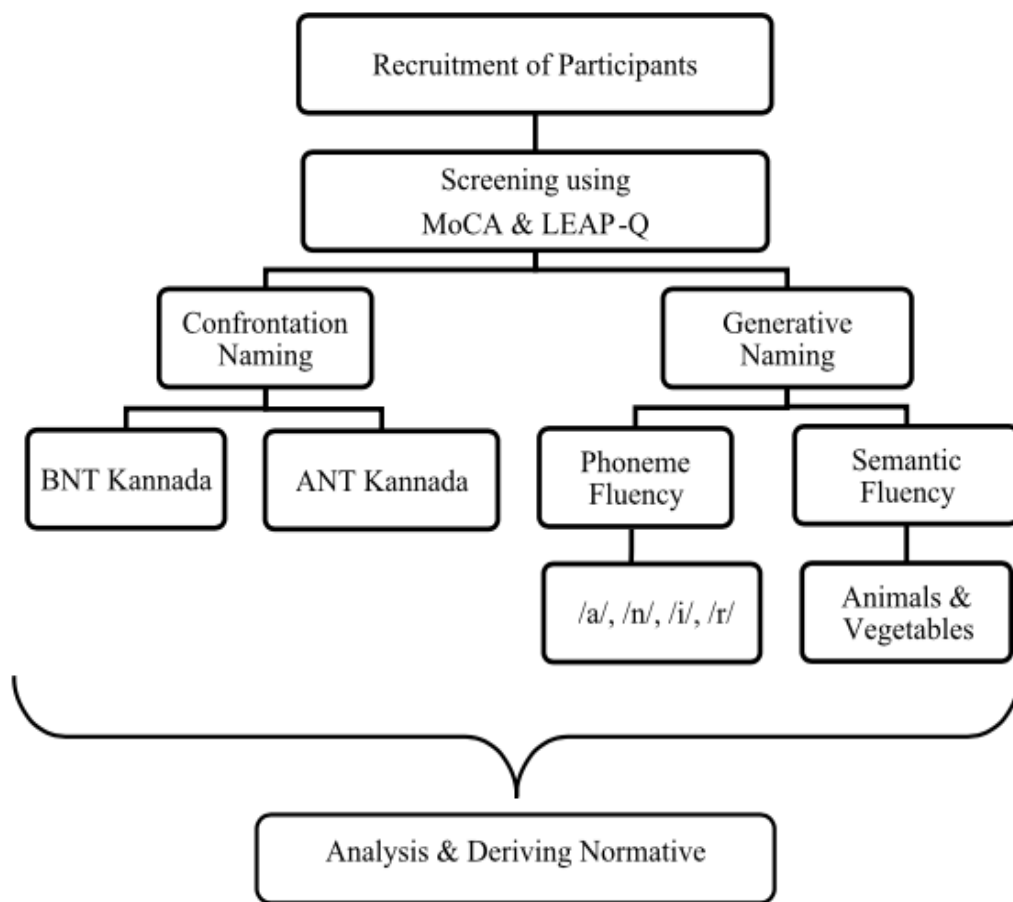 Recruitment of Participants
Screening using
MoCA & LEAP-Q
Confrontation
Naming
Generative
Naming
BNT Kannada
ANT Kannada
Phoneme
Fluency
Semantic
Fluency
/a/, /n/, /i/, /r/
Animals &
Vegetables
Analysis & Deriving Normative